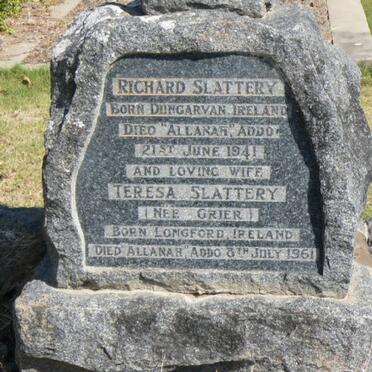 RICHARD SLATTERY
BORN DUNGARVAN IRELAND
DIED "ALLANAH," ADDO
21ST JUNE 1941
AND LOVING WIFE
TERESA SLATTERY
(NEE GRIER)
BORN LONGFORD, IRELAND
DIED ALLANAH," ADDO 8TH JULY 1961